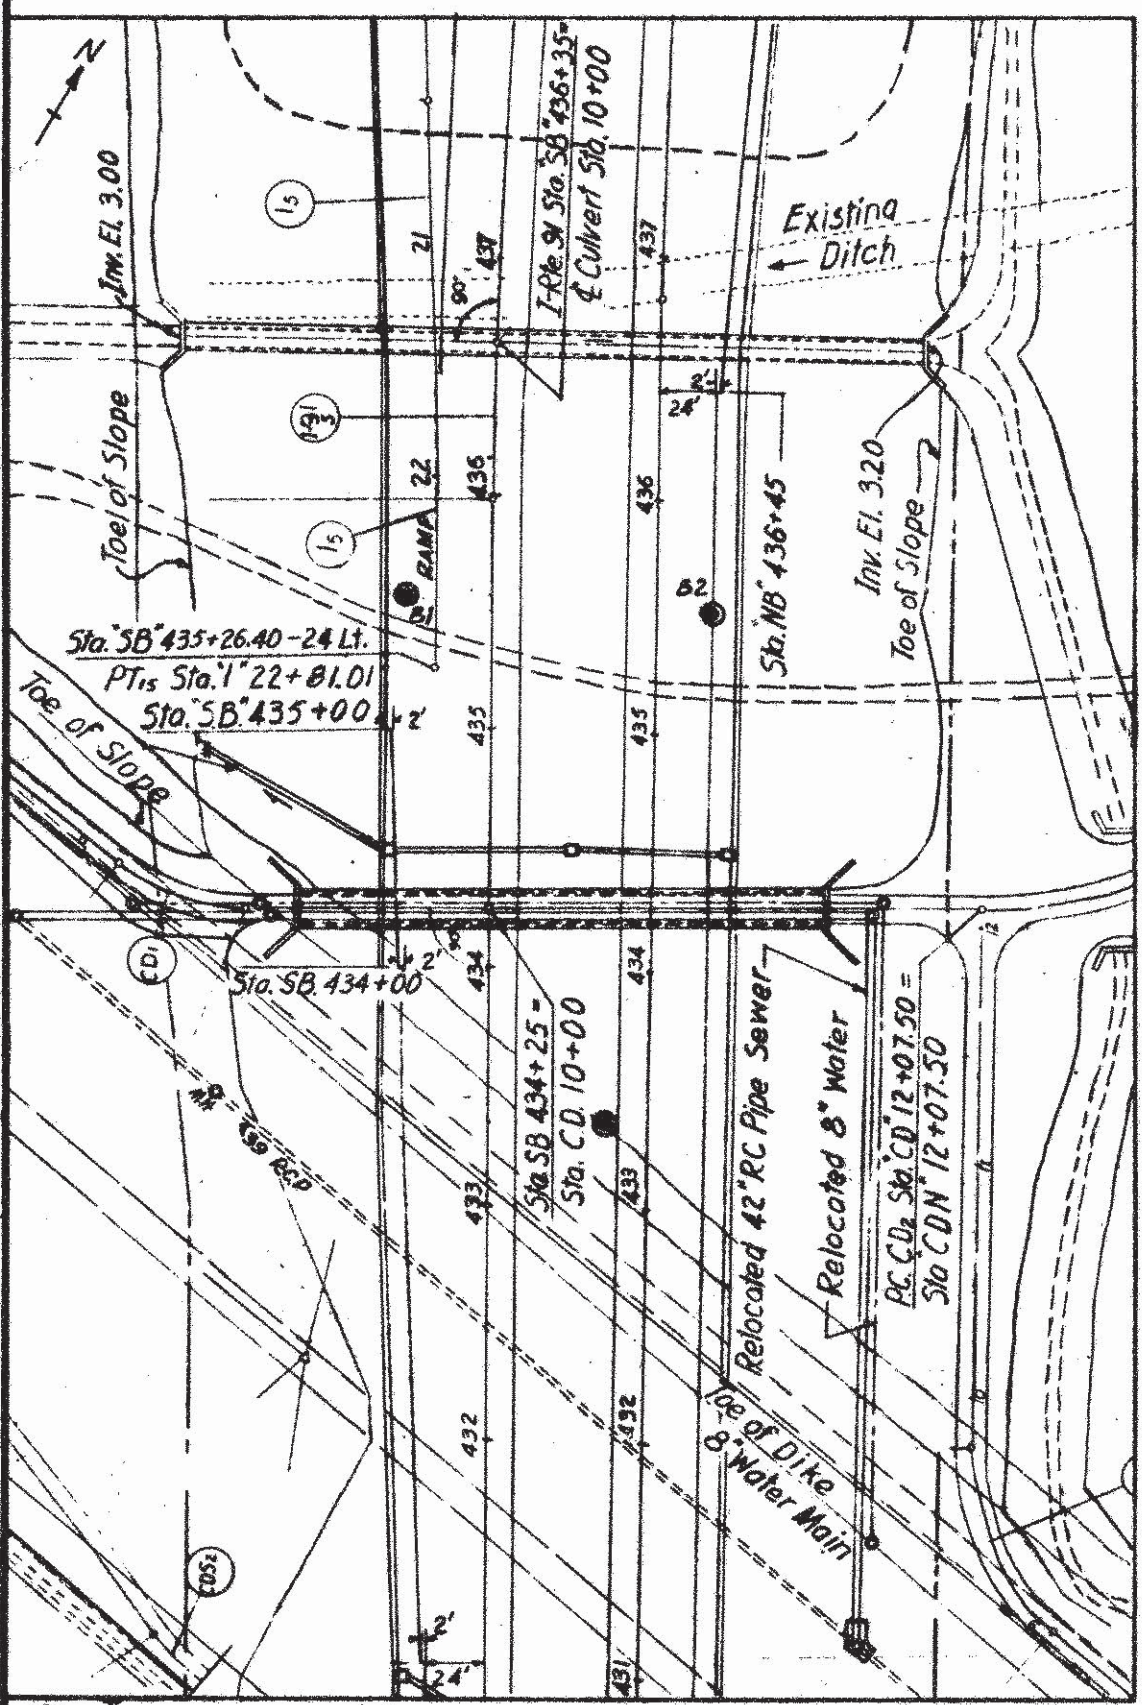 N
Inv. El. 3.00
15
21
90°
437
I-Rte. 91 Sta. "SB" 436+35=
℄ Culvert Sta. 10+00
437
Existing
Ditch
Toe of Slope
22
436
15
RAMP
B1
2'
24'
436
B2
Sta. "NB" 436+45
Inv. El. 3.20
Toe of Slope
Sta. "SB" 435+26.40-24 Lt.
PT15 Sta. "1" 22+81.01
Sta. "SB" 435+00
2'
435
435
Toe of Slope
CD1
Sta. SB. 434+00
2'
90°
434
434
12
Sta. SB 434+25 =
Sta. C.D. 10+00
Relocated 42" RC Pipe Sewer
Relocated 8" Water
PC. CD2 Sta. "CD" 12+07.50 =
Sta "CDN" 12+07.50
433
433
11
432
432
10
Toe of Dike
8" Water Main
CDS2
2'
24'
431